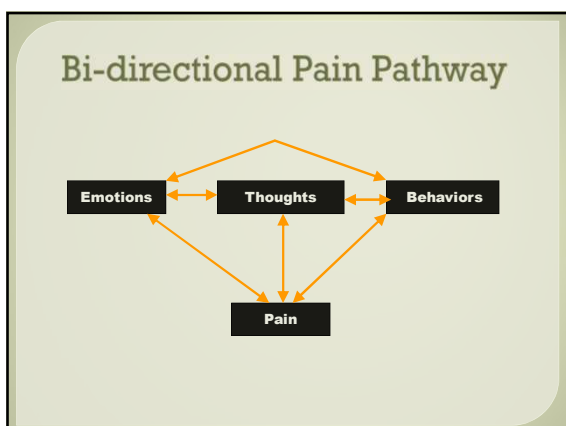 Bi-directional Pain Pathway
Emotions
Thoughts
Behaviors
Pain